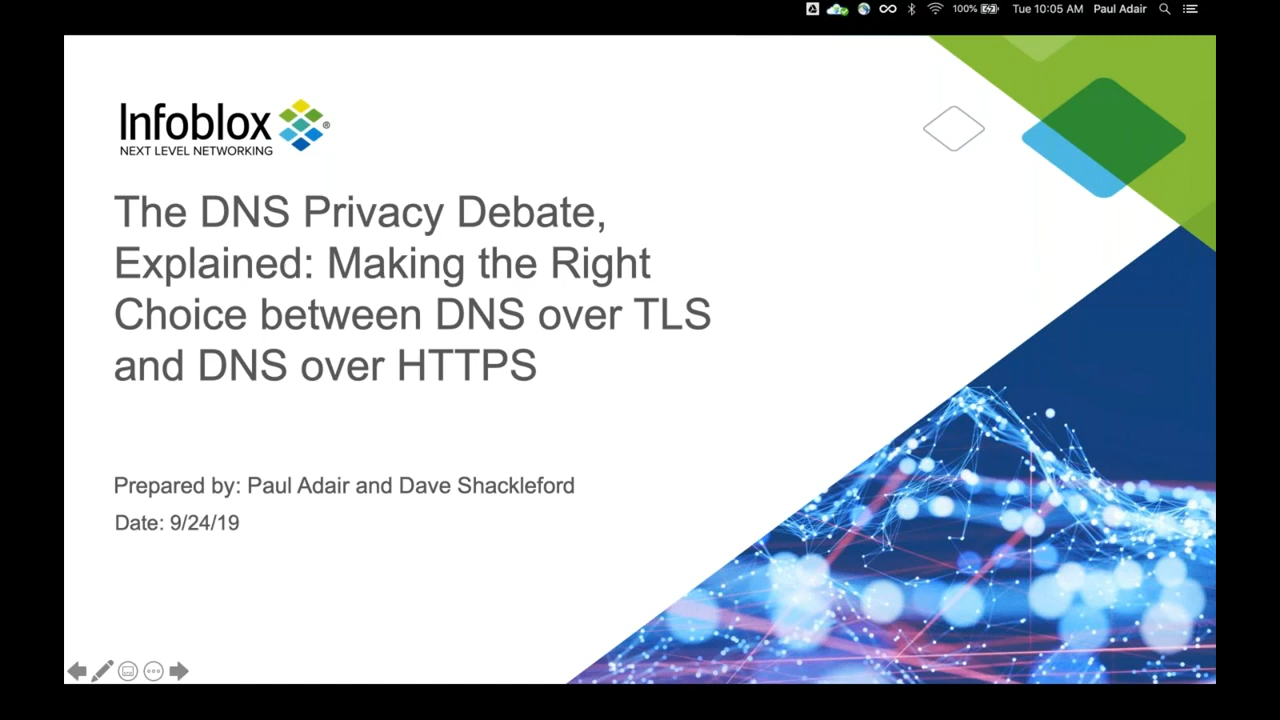 100% Tue 10:05 AM Paul Adair
Infoblox ®
NEXT LEVEL NETWORKING
The DNS Privacy Debate,
Explained: Making the Right
Choice between DNS over TLS
and DNS over HTTPS
Prepared by: Paul Adair and Dave Shackleford
Date: 9/24/19